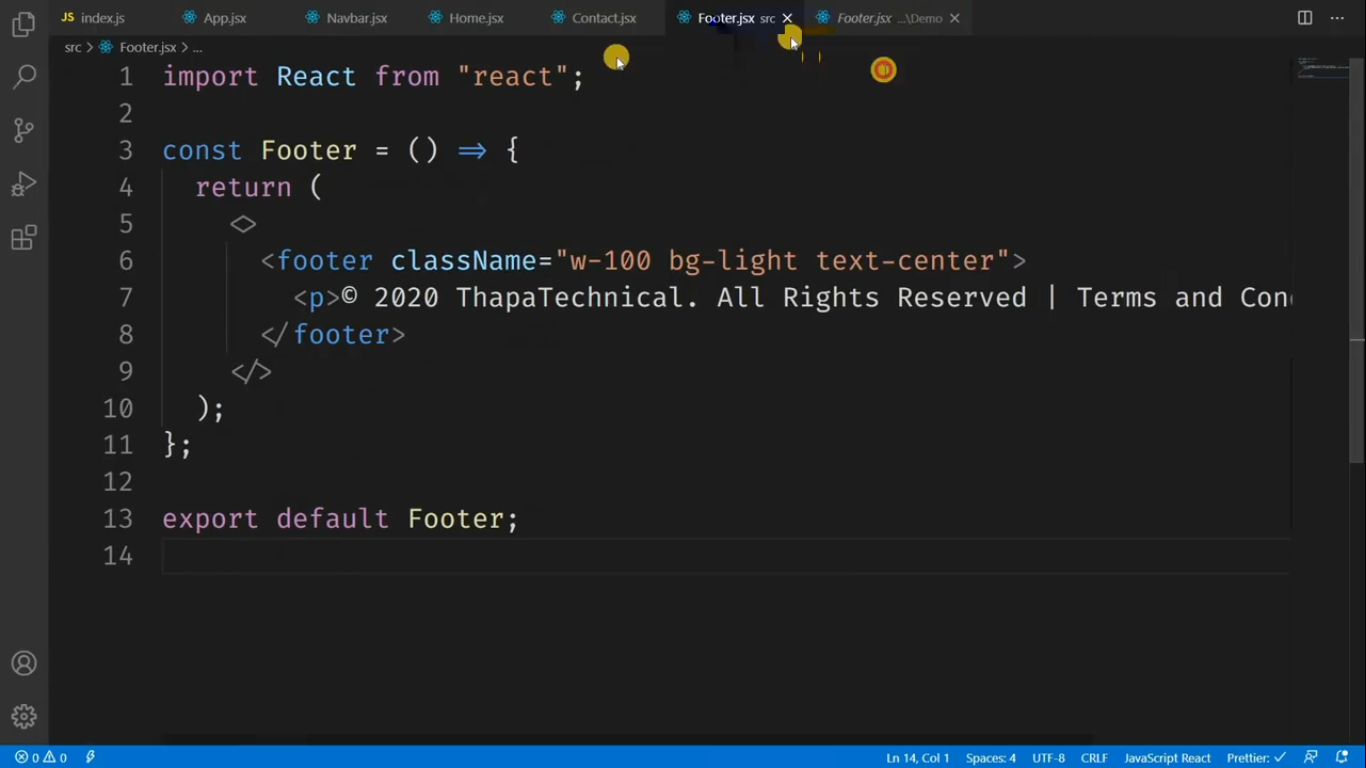 JS index.js App.jsx Navbar.jsx Home.jsx Contact.jsx Footer.jsx src Footer.jsx ...\Demo
src > Footer.jsx > ...
1 import React from "react";
2
3 const Footer = () => {
4 return (
5 <>
6 <footer className="w-100 bg-light text-center">
7 <p>© 2020 ThapaTechnical. All Rights Reserved | Terms and Con
8 </footer>
9 </>
10 );
11 };
12
13 export default Footer;
14
0 0 Ln 14, Col 1 Spaces: 4 UTF-8 CRLF JavaScript React Prettier: ✓